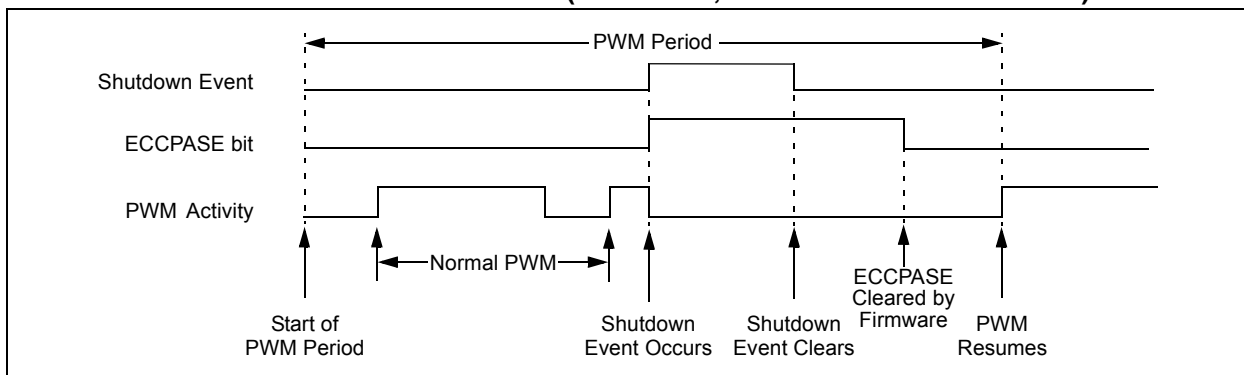 PWM Period
Shutdown Event
ECCPASE bit
PWM Activity
Normal PWM
Start of
PWM Period
Shutdown
Event Occurs
Shutdown
Event Clears
ECCPASE
Cleared by
Firmware
PWM
Resumes